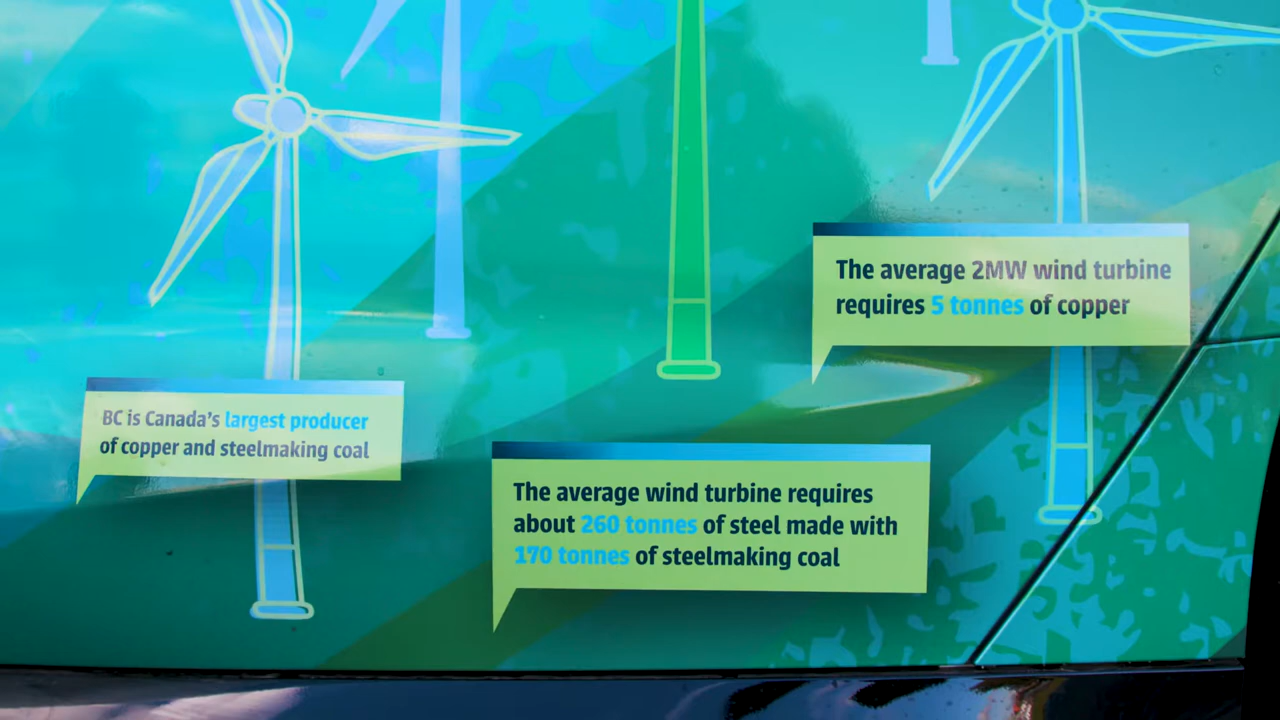 The average 2MW wind turbine
requires 5 tonnes of copper
BC is Canada's largest producer
of copper and steelmaking coal
The average wind turbine requires
about 260 tonnes of steel made with
170 tonnes of steelmaking coal